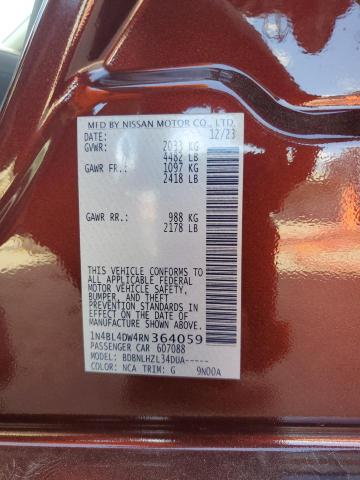 MFD BY NISSAN MOTOR CO., LTD.
DATE: 12/23
GVWR: 2033 KG
4482 LB
GAWR FR.: 1097 KG
2418 LB
GAWR RR.: 988 KG
2178 LB
THIS VEHICLE CONFORMS TO
ALL APPLICABLE FEDERAL
MOTOR VEHICLE SAFETY,
BUMPER, AND THEFT
PREVENTION STANDARDS IN
EFFECT ON THE DATE OF
MANUFACTURE SHOWN ABOVE.
1N4BL4DW4RN364059
PASSENGER CAR 607088
MODEL: BDBNLHZL34DUA-----
COLOR: NCA TRIM: G 9N00A